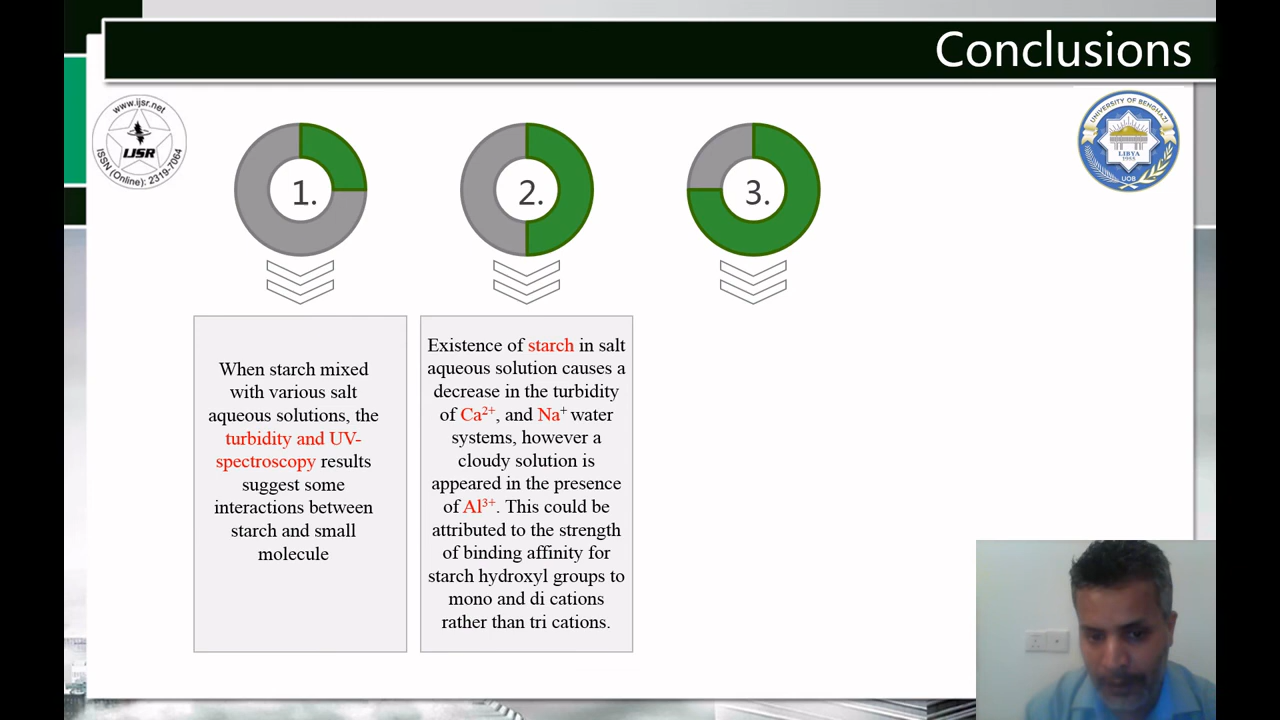 Conclusions
www.ijsr.net
IJSR
ISSN (Online): 2319-7064
UNIVERSITY OF BENGHAZI
LIBYA
1955
UOB
1.
2.
3.
When starch mixed
with various salt
aqueous solutions, the
turbidity and UV-
spectroscopy results
suggest some
interactions between
starch and small
molecule
Existence of starch in salt
aqueous solution causes a
decrease in the turbidity
of Ca²⁺, and Na⁺ water
systems, however a
cloudy solution is
appeared in the presence
of Al³⁺. This could be
attributed to the strength
of binding affinity for
starch hydroxyl groups to
mono and di cations
rather than tri cations.